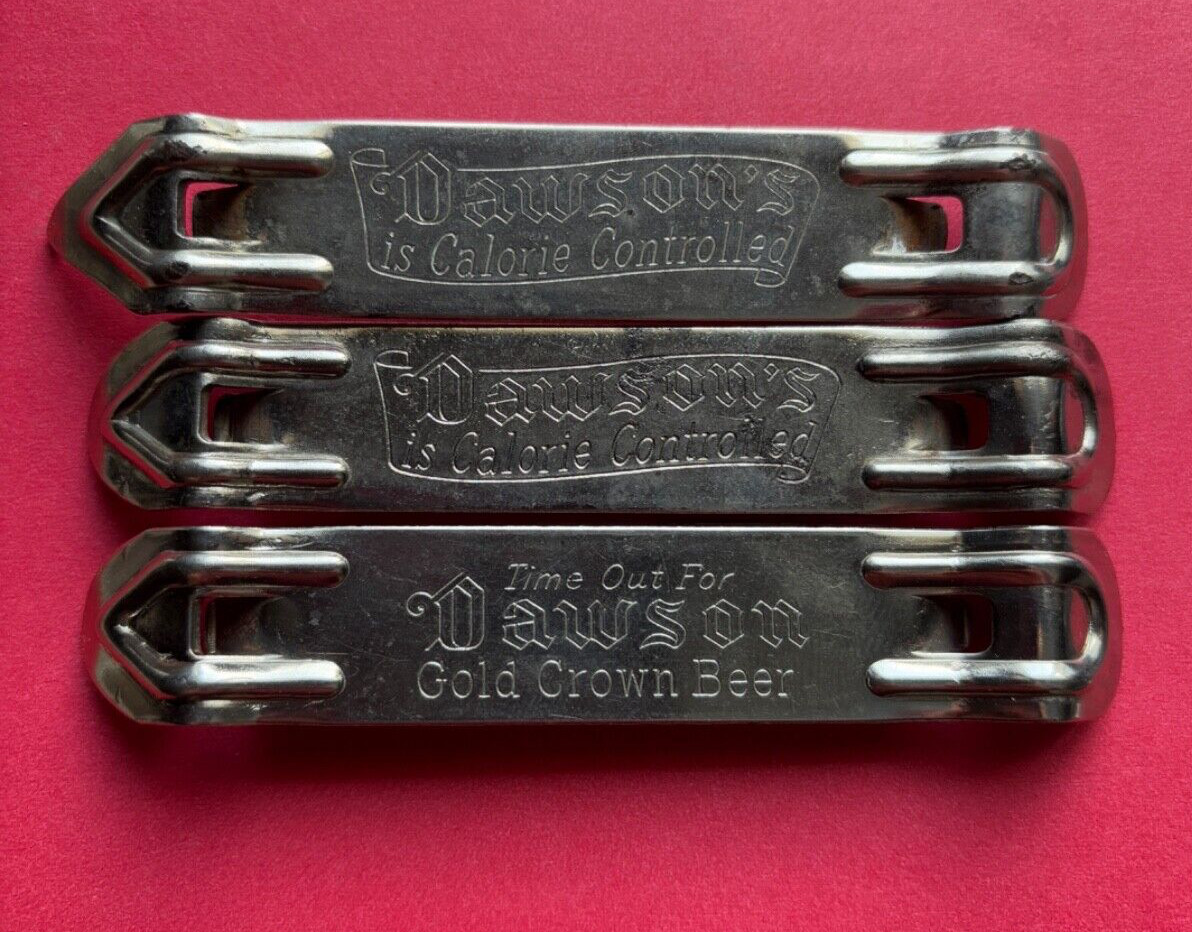 Dawson's
is Calorie Controlled
Dawson's
is Calorie Controlled
Time Out For
Dawson
Gold Crown Beer